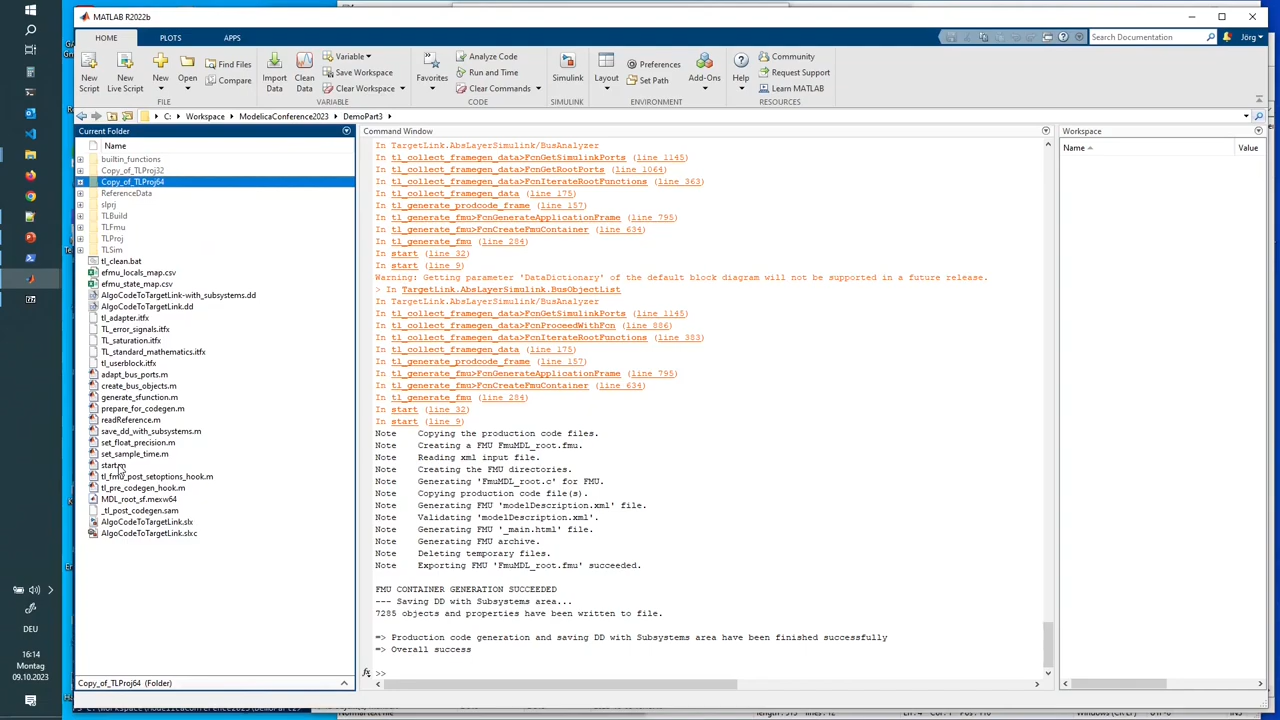 MATLAB R2022b
HOME PLOTS APPS
Search Documentation Jörg
New Script
New Live Script
New
Open
Find Files
Compare
Import Data
Clean Data
Variable
Save Workspace
Clear Workspace
Favorites
Analyze Code
Run and Time
Clear Commands
Simulink
Layout
Preferences
Set Path
Add-Ons
Help
Community
Request Support
Learn MATLAB
FILE VARIABLE CODE SIMULINK ENVIRONMENT RESOURCES
C: Workspace ModelicaConference2023 DemoPart3
Current Folder
Name
builtin_functions
Copy_of_TLProj32
Copy_of_TLProj64
ReferenceData
slprj
TLBuild
TLFmu
TLProj
TLSim
tl_clean.bat
efmu_locals_map.csv
efmu_state_map.csv
AlgoCodeToTargetLink-with_subsystems.dd
AlgoCodeToTargetLink.dd
tl_adapter.itfx
TL_error_signals.itfx
TL_saturation.itfx
TL_standard_mathematics.itfx
tl_userblock.itfx
adapt_bus_ports.m
create_bus_objects.m
generate_sfunction.m
prepare_for_codegen.m
readReference.m
save_dd_with_subsystems.m
set_float_precision.m
set_sample_time.m
start.m
tl_fmu_post_setoptions_hook.m
tl_pre_codegen_hook.m
MDL_root_sf.mexw64
_tl_post_codegen.sam
AlgoCodeToTargetLink.slx
AlgoCodeToTargetLink.slxc
Copy_of_TLProj64 (Folder)
Command Window
In TargetLink.AbsLayerSimulink/BusAnalyzer
In tl_collect_framegen_data>FcnGetSimulinkPorts (line 1145)
In tl_collect_framegen_data>FcnGetRootPorts (line 1064)
In tl_collect_framegen_data>FcnIterateRootFunctions (line 363)
In tl_collect_framegen_data (line 175)
In tl_generate_prodcode_frame (line 157)
In tl_generate_fmu>FcnGenerateApplicationFrame (line 795)
In tl_generate_fmu>FcnCreateFmuContainer (line 634)
In tl_generate_fmu (line 284)
In start (line 32)
In start (line 9)
Warning: Getting parameter 'DataDictionary' of the default block diagram will not be supported in a future release.
> In TargetLink.AbsLayerSimulink.BusObjectList
In TargetLink.AbsLayerSimulink/BusAnalyzer
In tl_collect_framegen_data>FcnGetSimulinkPorts (line 1145)
In tl_collect_framegen_data>FcnProceedWithFcn (line 886)
In tl_collect_framegen_data>FcnIterateRootFunctions (line 383)
In tl_collect_framegen_data (line 175)
In tl_generate_prodcode_frame (line 157)
In tl_generate_fmu>FcnGenerateApplicationFrame (line 795)
In tl_generate_fmu>FcnCreateFmuContainer (line 634)
In tl_generate_fmu (line 284)
In start (line 32)
In start (line 9)
Note Copying the production code files.
Note Creating a FMU FmuMDL_root.fmu.
Note Reading xml input file.
Note Creating the FMU directories.
Note Generating 'FmuMDL_root.c' for FMU.
Note Copying production code file(s).
Note Generating FMU 'modelDescription.xml' file.
Note Validating 'modelDescription.xml'.
Note Generating FMU '_main.html' file.
Note Generating FMU archive.
Note Deleting temporary files.
Note Exporting FMU 'FmuMDL_root.fmu' succeeded.
FMU CONTAINER GENERATION SUCCEEDED
--- Saving DD with Subsystems area...
7285 objects and properties have been written to file.
=> Production code generation and saving DD with Subsystems area have been finished successfully
=> Overall success
fx >>
Workspace
Name Value
DEU
16:14
Montag
09.10.2023